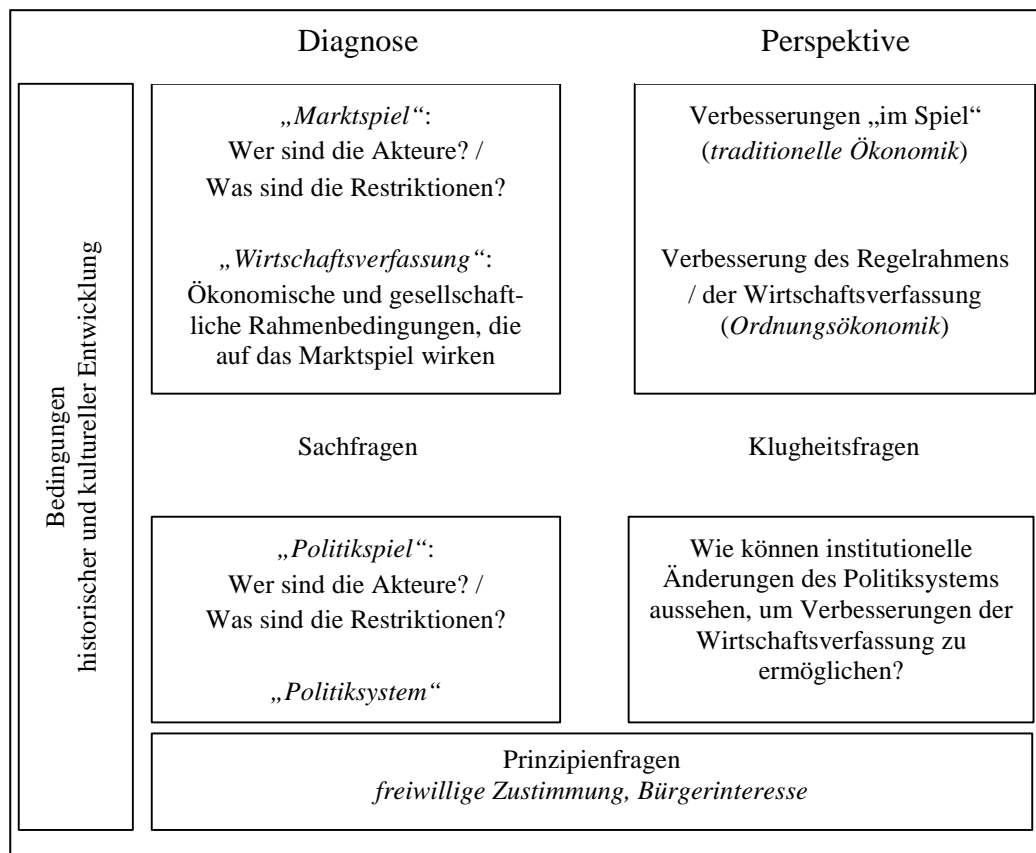 Diagnose
Perspektive
Bedingungen
historischer und kultureller Entwicklung
„Marktspiel“:
Wer sind die Akteure? /
Was sind die Restriktionen?
„Wirtschaftsverfassung“:
Ökonomische und gesellschaft-
liche Rahmenbedingungen, die
auf das Marktspiel wirken
Verbesserungen „im Spiel“
(traditionelle Ökonomik)
Verbesserung des Regelrahmens
/ der Wirtschaftsverfassung
(Ordnungsökonomik)
Sachfragen
Klugheitsfragen
„Politikspiel“:
Wer sind die Akteure? /
Was sind die Restriktionen?
„Politiksystem“
Wie können institutionelle
Änderungen des Politiksystems
aussehen, um Verbesserungen der
Wirtschaftsverfassung zu
ermöglichen?
Prinzipienfragen
freiwillige Zustimmung, Bürgerinteresse